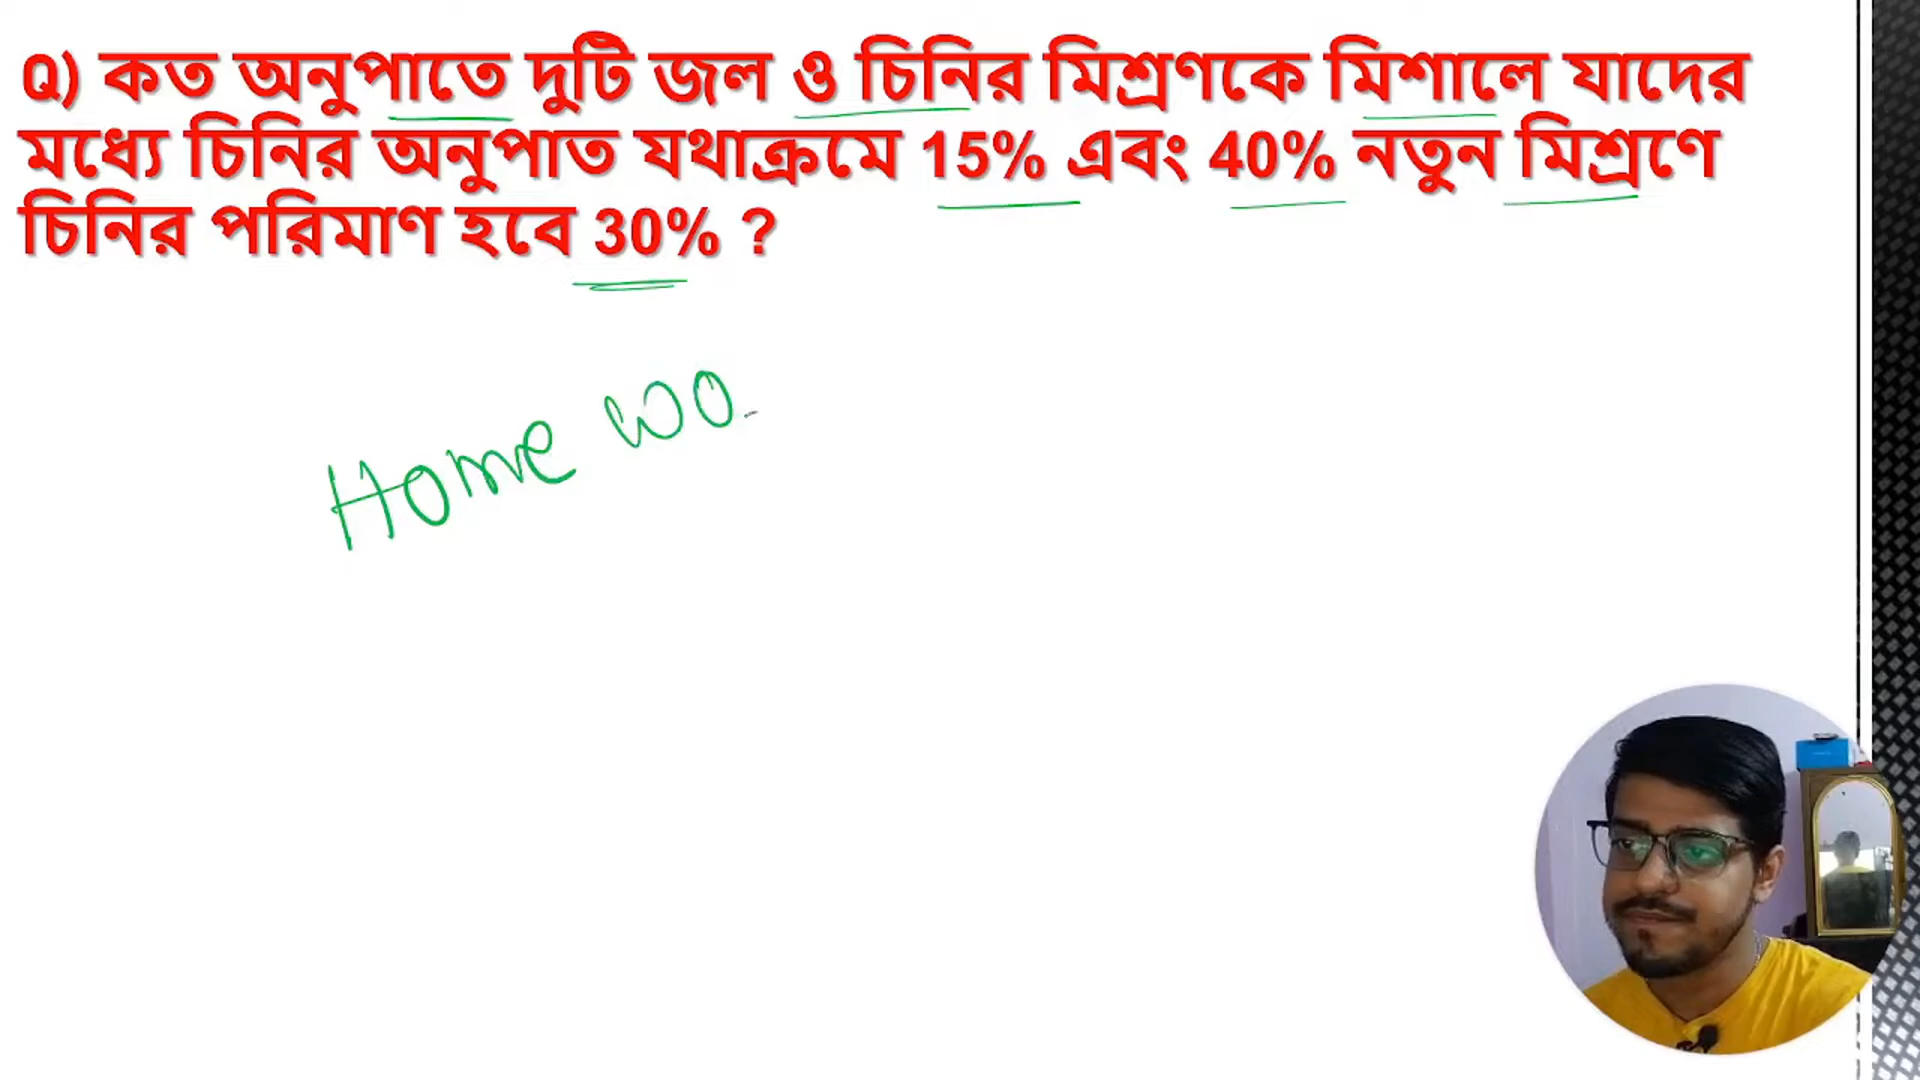 Q) কত অনুপাতে দুটি জল ও চিনির মিশ্রণকে মিশালে যাদের
মধ্যে চিনির অনুপাত যথাক্রমে 15% এবং 40% নতুন মিশ্রণে
চিনির পরিমাণ হবে 30% ?
Home wo